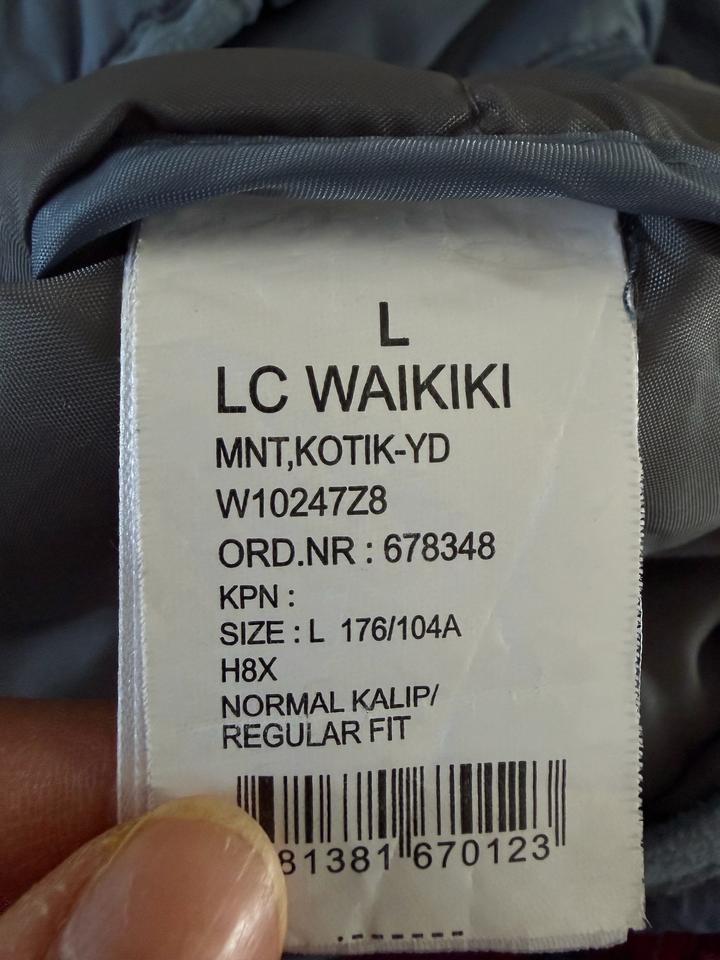 L
LC WAIKIKI
MNT,KOTIK-YD
W10247Z8
ORD.NR : 678348
KPN :
SIZE : L 176/104A
H8X
NORMAL KALIP/
REGULAR FIT
81381 670123